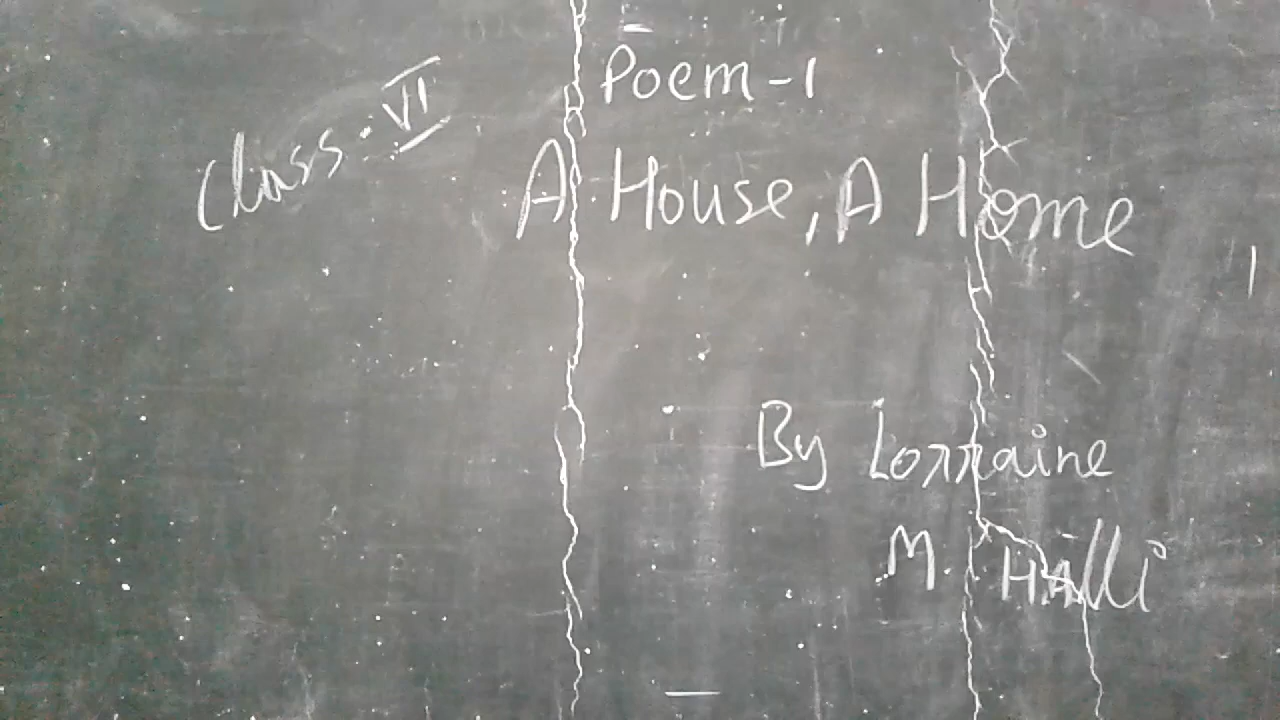 Poem-1
Class. VI
A House, A Home
By Lorraine
M. Halli